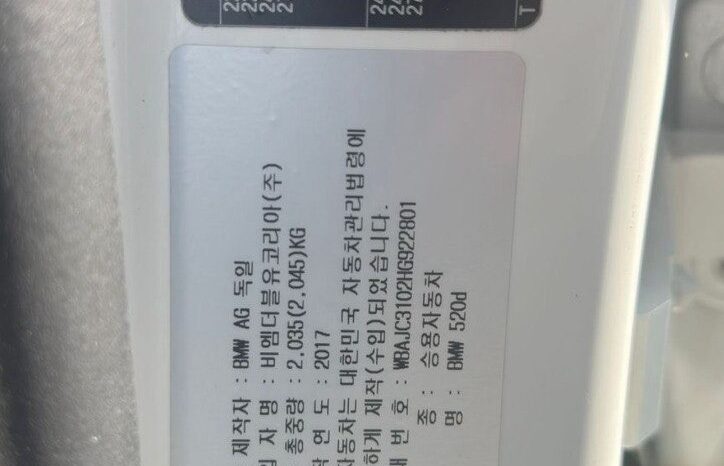 제작자 : BMW AG 독일
자 명 : 비엠더블유코리아(주)
총중량 : 2,035(2,045)KG
연 도 : 2017
자동차는 대한민국 자동차관리법령에
하게 제작(수입)되었습니다.
번 호 : WBAJC3102HG922801
종 : 승용자동차
명 : BMW 520d